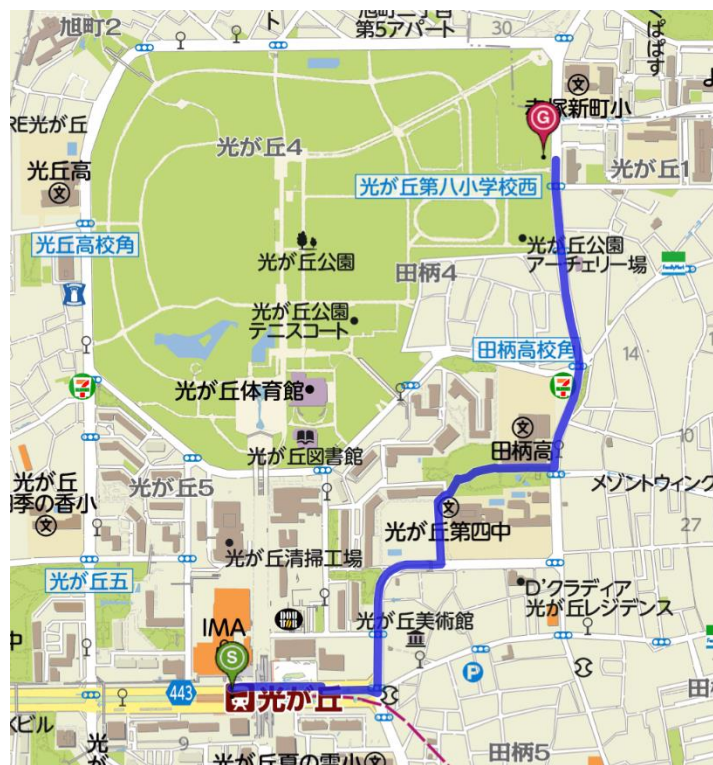 旭町2
第5アパート
ぱぱす
G
赤塚新町小
RE光が丘
光が丘4
光丘高
光が丘1
光が丘第八小学校西
光丘高校角
光が丘公園
アーチェリー場
FamilyMart
光が丘公園
田柄4
光が丘公園
テニスコート
田柄高校角
14
光が丘体育館
田柄高
10
光が丘図書館
光が丘
四季の香小
光が丘5
メゾントウィング
光が丘第四中
27
光が丘清掃工場
光が丘五
D'クラディア
光が丘レジデンス
光が丘美術館
IMA
中
S
P
443
光が丘
Kビル
9
光が丘夏の雲小
田柄5